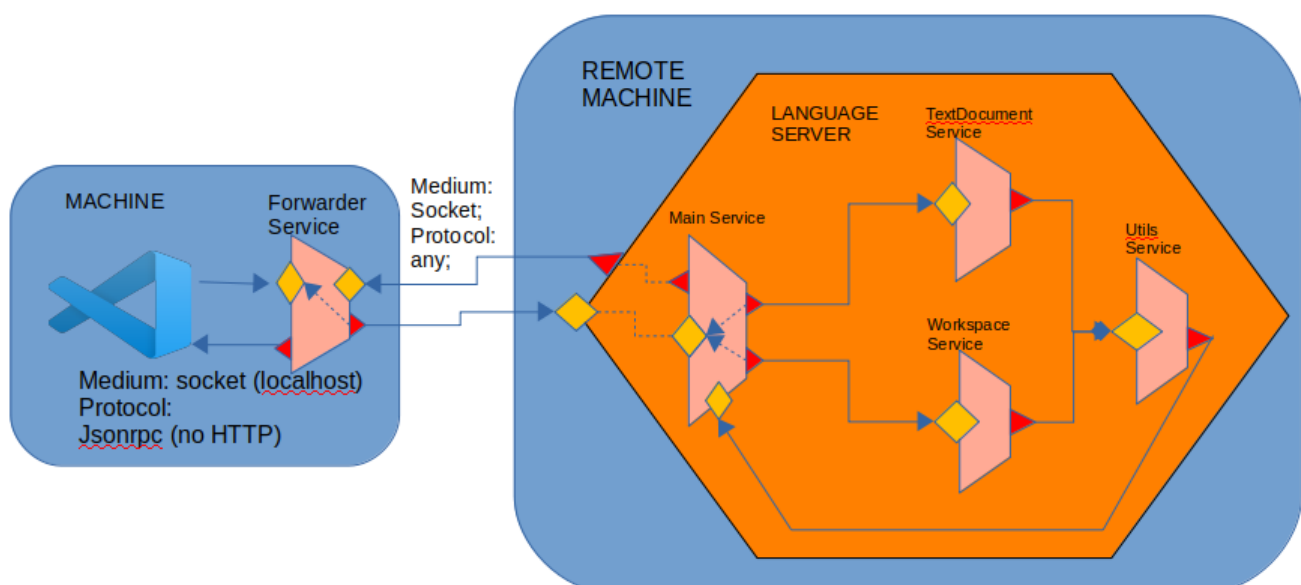 MACHINE
Forwarder
Service
Medium: socket (localhost)
Protocol:
Jsonrpc (no HTTP)
Medium:
Socket;
Protocol:
any;
REMOTE
MACHINE
LANGUAGE
SERVER
Main Service
TextDocument
Service
Workspace
Service
Utils
Service